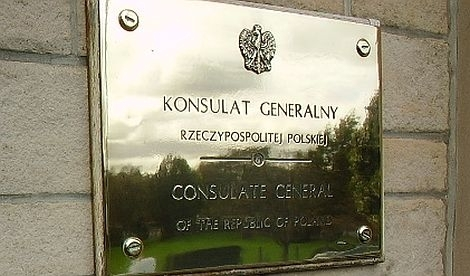 KONSULAT GENERALNY
RZECZYPOSPOLITEJ POLSKIEJ
CONSULATE GENERAL
OF THE REPUBLIC OF POLAND